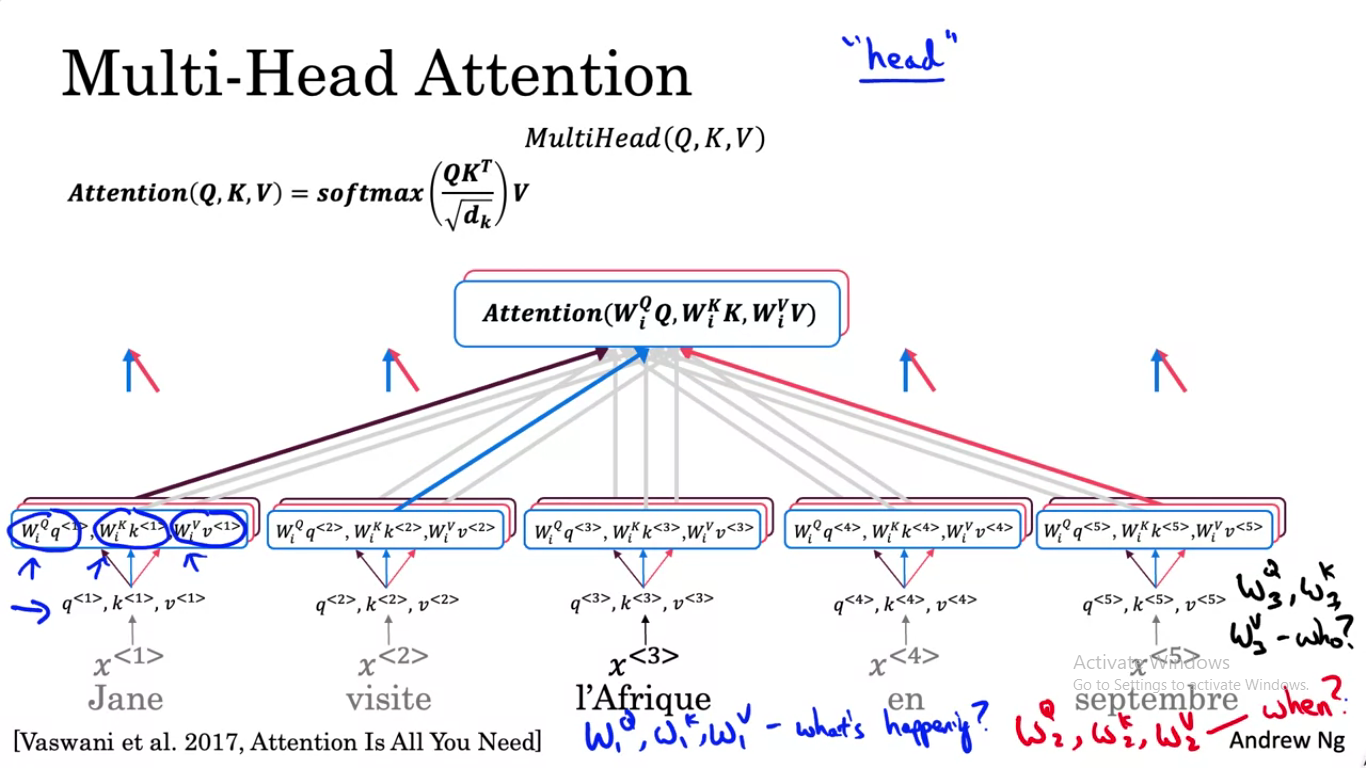 Multi-Head Attention
"head"
MultiHead(Q, K, V)
Attention(Q, K, V) = softmax(QK^T / √d_k) V
Attention(W_i^Q Q, W_i^K K, W_i^V V)
W_i^Q q^<1>, W_i^K k^<1>, W_i^V v^<1>
W_i^Q q^<2>, W_i^K k^<2>, W_i^V v^<2>
W_i^Q q^<3>, W_i^K k^<3>, W_i^V v^<3>
W_i^Q q^<4>, W_i^K k^<4>, W_i^V v^<4>
W_i^Q q^<5>, W_i^K k^<5>, W_i^V v^<5>
q^<1>, k^<1>, v^<1>
q^<2>, k^<2>, v^<2>
q^<3>, k^<3>, v^<3>
q^<4>, k^<4>, v^<4>
q^<5>, k^<5>, v^<5>
W_3^Q, W_3^K
W_3^V - who?
x^<1>
x^<2>
x^<3>
x^<4>
x^<5>
Activate Windows
Go to Settings to activate Windows.
Jane
visite
l'Afrique
en
septembre
W_1^Q, W_1^K, W_1^V - what's happening?
W_2^Q, W_2^K, W_2^V - when?
[Vaswani et al. 2017, Attention Is All You Need]
Andrew Ng